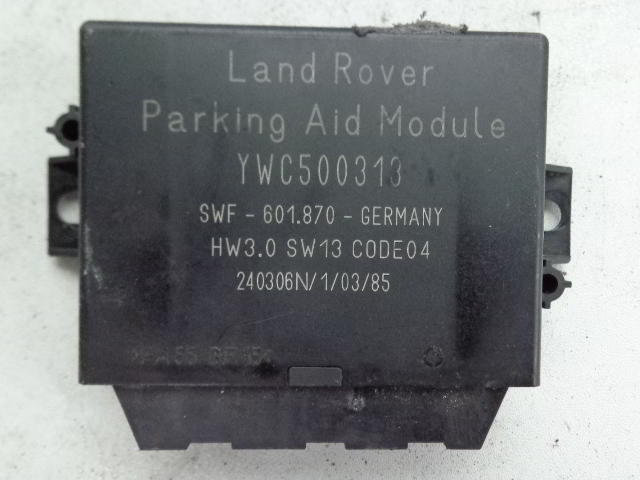 Land Rover
Parking Aid Module
YWC500313
SWF - 601.870 - GERMANY
HW3.0 SW13 CODE04
240306N/1/03/85